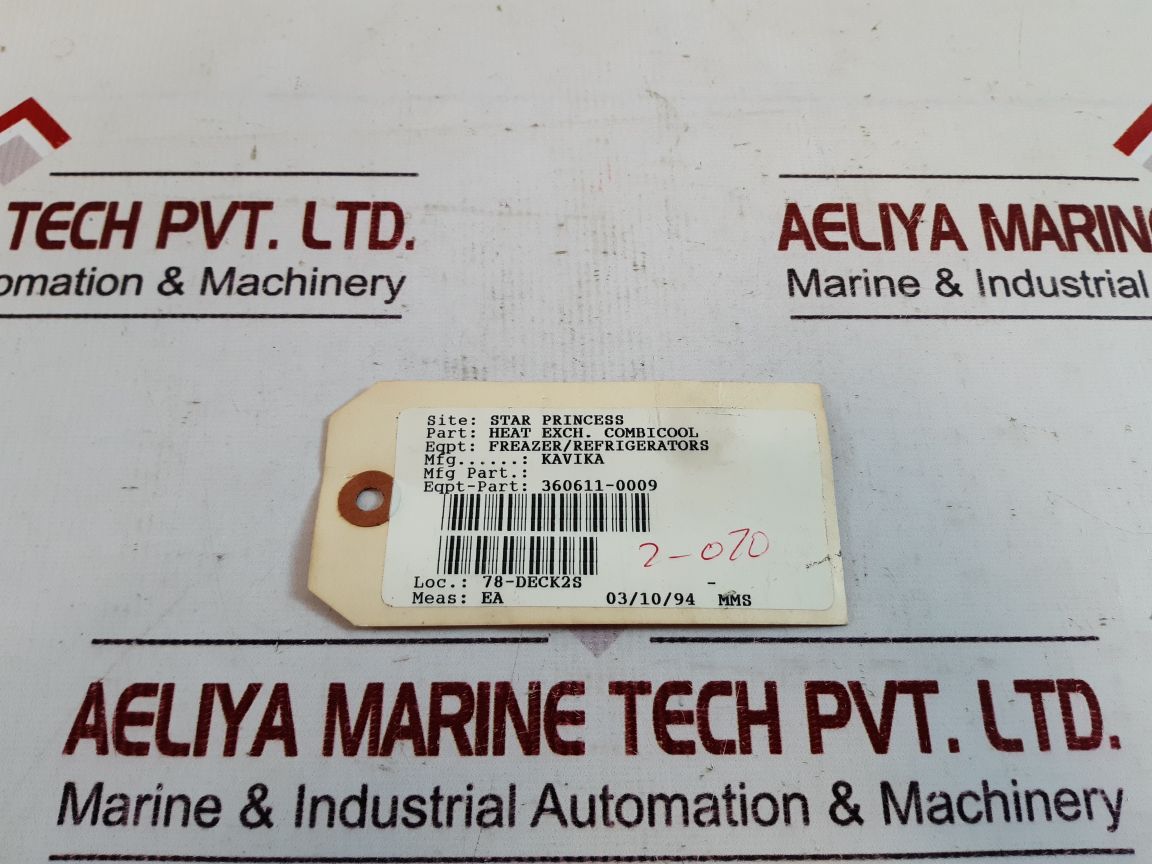 TECH PVT. LTD.
omation & Machinery
AELIYA MARINE
Marine & Industrial
Site: STAR PRINCESS
Part: HEAT EXCH. COMBICOOL
Eqpt: FREAZER/REFRIGERATORS
Mfg......: KAVIKA
Mfg Part.:
Eqpt-Part: 360611-0009
2-070
Loc.: 78-DECK2S -
Meas: EA 03/10/94 MMS
AELIYA MARINE TECH PVT. LTD.
Marine & Industrial Automation & Machinery